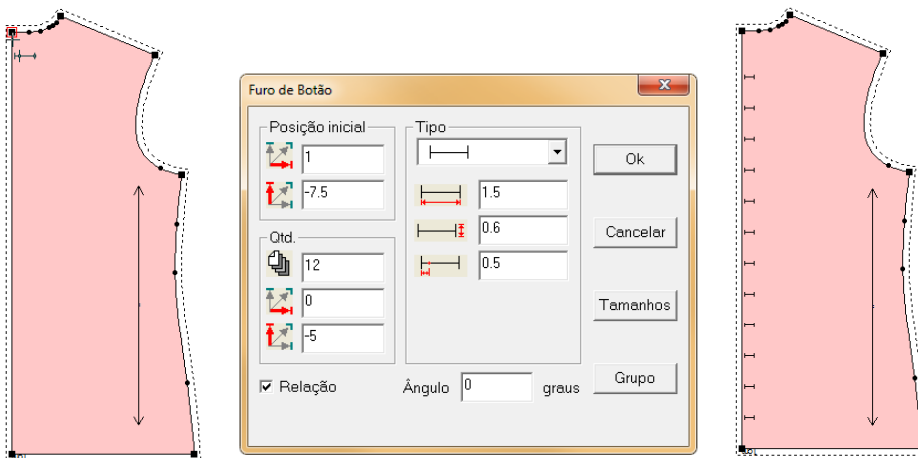 Furo de Botão
Posição inicial
1
-7.5
Qtd.
12
0
-5
Relação
Tipo
1.5
0.6
0.5
Ângulo 0 graus
Ok
Cancelar
Tamanhos
Grupo